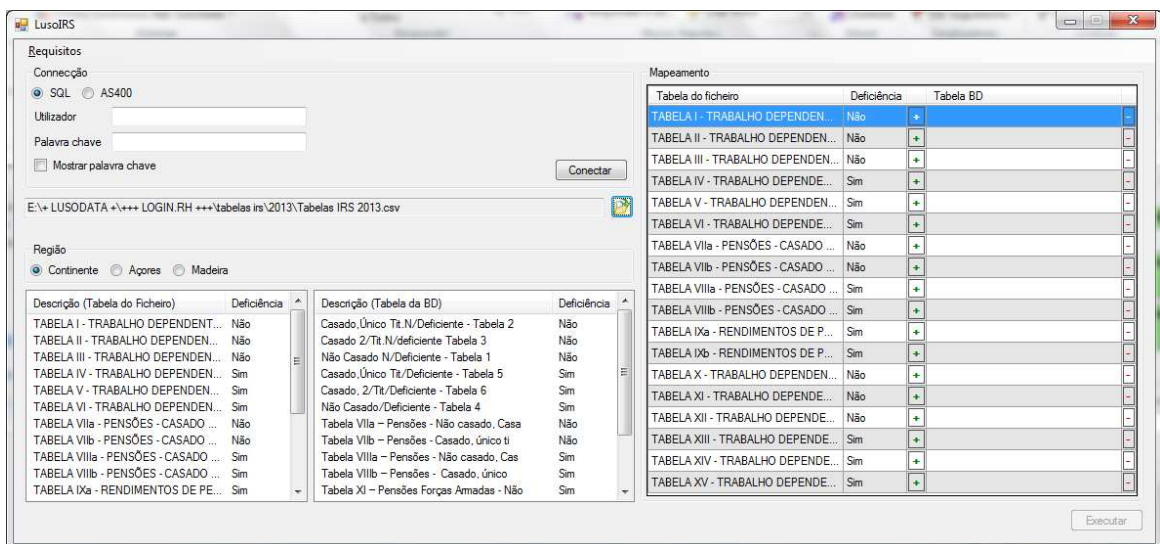 LusoIRS
Requisitos
Connecção
SQL AS400
Utilizador
Palavra chave
Mostrar palavra chave
Conectar
E:\+ LUSODATA +\+++ LOGIN.RH +++\tabelas irs\2013\Tabelas IRS 2013.csv
Região
Continente Açores Madeira
Descrição (Tabela do Ficheiro) Deficiência
TABELA I - TRABALHO DEPENDENT... Não
TABELA II - TRABALHO DEPENDEN... Não
TABELA III - TRABALHO DEPENDEN... Não
TABELA IV - TRABALHO DEPENDEN... Sim
TABELA V - TRABALHO DEPENDEN... Sim
TABELA VI - TRABALHO DEPENDEN... Sim
TABELA VIIa - PENSÕES - CASADO ... Não
TABELA VIIb - PENSÕES - CASADO ... Não
TABELA VIIIa - PENSÕES - CASADO ... Sim
TABELA VIIIb - PENSÕES - CASADO ... Sim
TABELA IXa - RENDIMENTOS DE PE... Sim
Descrição (Tabela da BD) Deficiência
Casado,Único Tit.N/Deficiente - Tabela 2 Não
Casado 2/Tit.N/deficiente Tabela 3 Não
Não Casado N/Deficiente - Tabela 1 Não
Casado,Único Tit/Deficiente - Tabela 5 Sim
Casado, 2/Tit/Deficiente - Tabela 6 Sim
Não Casado/Deficiente - Tabela 4 Sim
Tabela VIIa – Pensões - Não casado, Casa Não
Tabela VIIb – Pensões - Casado, único ti Não
Tabela VIIIa – Pensões - Não casado, Cas Sim
Tabela VIIIb – Pensões - Casado, único Sim
Tabela XI – Pensões Forças Armadas - Não Sim
Mapeamento
Tabela do ficheiro Deficiência Tabela BD
TABELA I - TRABALHO DEPENDEN... Não + -
TABELA II - TRABALHO DEPENDEN... Não + -
TABELA III - TRABALHO DEPENDEN... Não + -
TABELA IV - TRABALHO DEPENDE... Sim + -
TABELA V - TRABALHO DEPENDEN... Sim + -
TABELA VI - TRABALHO DEPENDE... Sim + -
TABELA VIIa - PENSÕES - CASADO ... Não + -
TABELA VIIb - PENSÕES - CASADO ... Não + -
TABELA VIIIa - PENSÕES - CASADO ... Sim + -
TABELA VIIIb - PENSÕES - CASADO ... Sim + -
TABELA IXa - RENDIMENTOS DE P... Sim + -
TABELA IXb - RENDIMENTOS DE P... Sim + -
TABELA X - TRABALHO DEPENDEN... Não + -
TABELA XI - TRABALHO DEPENDE... Não + -
TABELA XII - TRABALHO DEPENDE... Não + -
TABELA XIII - TRABALHO DEPENDE... Sim + -
TABELA XIV - TRABALHO DEPENDE... Sim + -
TABELA XV - TRABALHO DEPENDE... Sim + -
Executar